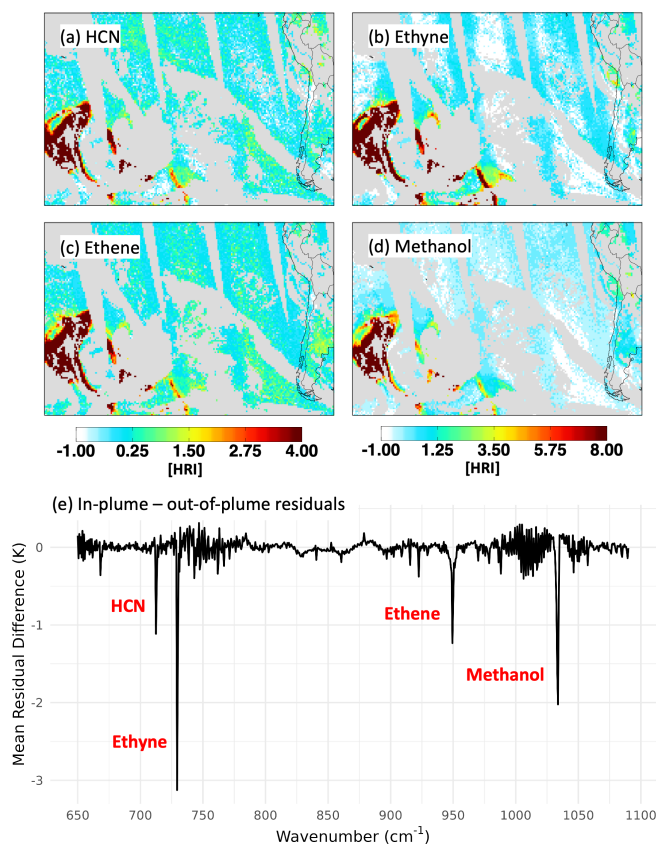 (a) HCN
(b) Ethyne
(c) Ethene
(d) Methanol
-1.00 0.25 1.50 2.75 4.00
[HRI]
-1.00 1.25 3.50 5.75 8.00
[HRI]
(e) In-plume – out-of-plume residuals
Mean Residual Difference (K)
0
-1
-2
-3
HCN
Ethyne
Ethene
Methanol
650 700 750 800 850 900 950 1000 1050 1100
Wavenumber (cm-1)